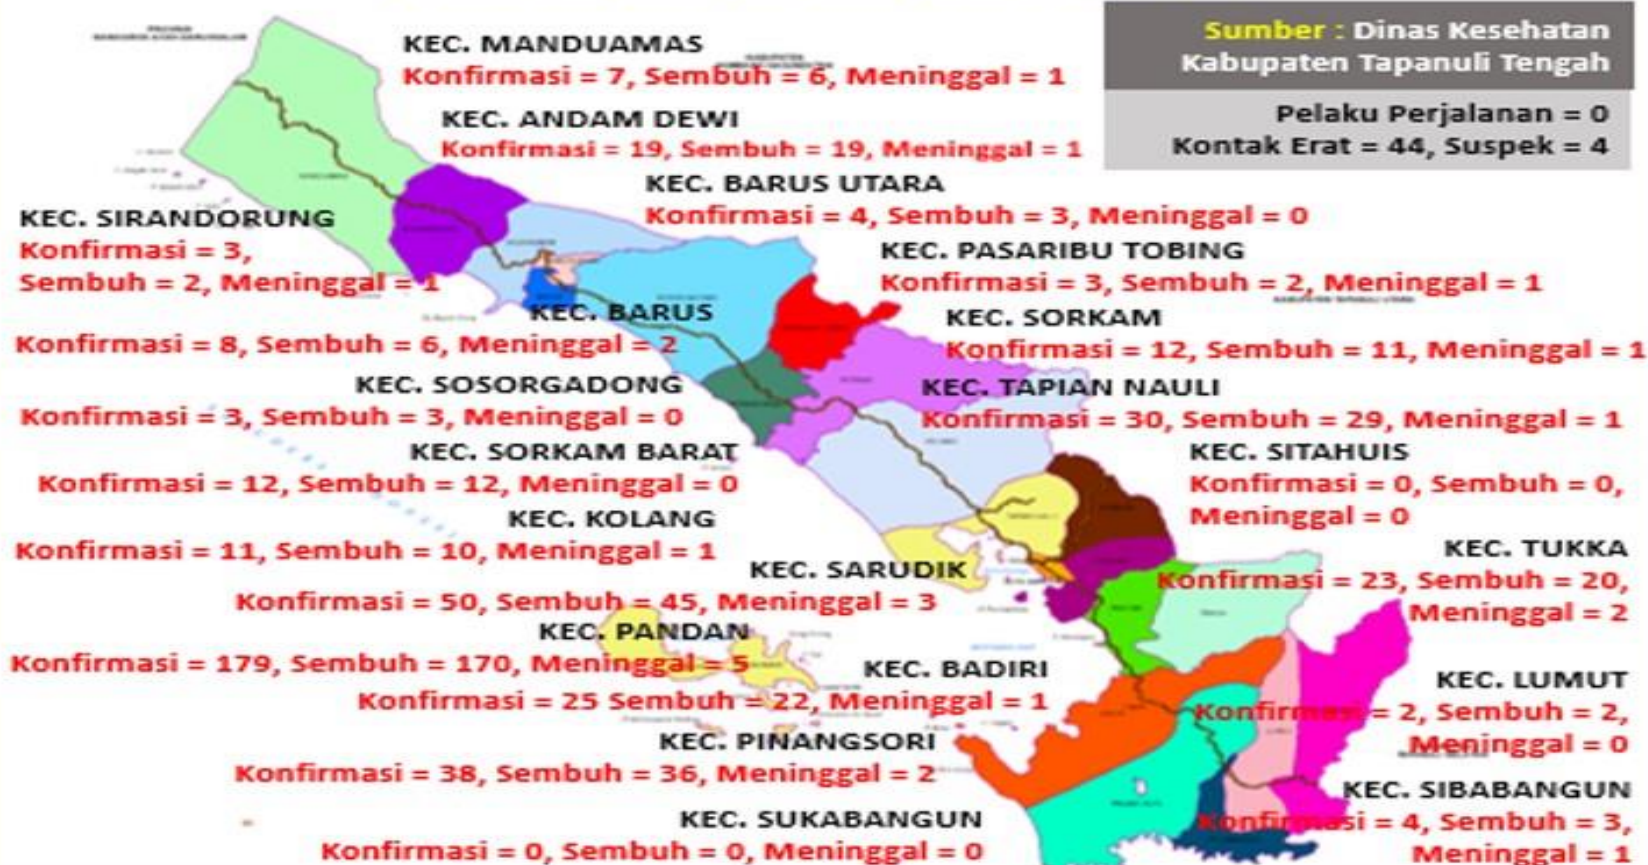 Sumber : Dinas Kesehatan
Kabupaten Tapanuli Tengah
Pelaku Perjalanan = 0
Kontak Erat = 44, Suspek = 4
KEC. MANDUAMAS
Konfirmasi = 7, Sembuh = 6, Meninggal = 1
KEC. ANDAM DEWI
Konfirmasi = 19, Sembuh = 19, Meninggal = 1
KEC. BARUS UTARA
Konfirmasi = 4, Sembuh = 3, Meninggal = 0
KEC. SIRANDORUNG
Konfirmasi = 3,
Sembuh = 2, Meninggal = 1
KEC. PASARIBU TOBING
Konfirmasi = 3, Sembuh = 2, Meninggal = 1
KEC. BARUS
Konfirmasi = 8, Sembuh = 6, Meninggal = 2
KEC. SORKAM
Konfirmasi = 12, Sembuh = 11, Meninggal = 1
KEC. SOSORGADONG
Konfirmasi = 3, Sembuh = 3, Meninggal = 0
KEC. TAPIAN NAULI
Konfirmasi = 30, Sembuh = 29, Meninggal = 1
KEC. SORKAM BARAT
Konfirmasi = 12, Sembuh = 12, Meninggal = 0
KEC. SITAHUIS
Konfirmasi = 0, Sembuh = 0,
Meninggal = 0
KEC. KOLANG
Konfirmasi = 11, Sembuh = 10, Meninggal = 1
KEC. TUKKA
Konfirmasi = 23, Sembuh = 20,
Meninggal = 2
KEC. SARUDIK
Konfirmasi = 50, Sembuh = 45, Meninggal = 3
KEC. PANDAN
Konfirmasi = 179, Sembuh = 170, Meninggal = 5
KEC. BADIRI
Konfirmasi = 25 Sembuh = 22, Meninggal = 1
KEC. LUMUT
Konfirmasi = 2, Sembuh = 2,
Meninggal = 0
KEC. PINANGSORI
Konfirmasi = 38, Sembuh = 36, Meninggal = 2
KEC. SIBABANGUN
Konfirmasi = 4, Sembuh = 3,
Meninggal = 1
KEC. SUKABANGUN
Konfirmasi = 0, Sembuh = 0, Meninggal = 0